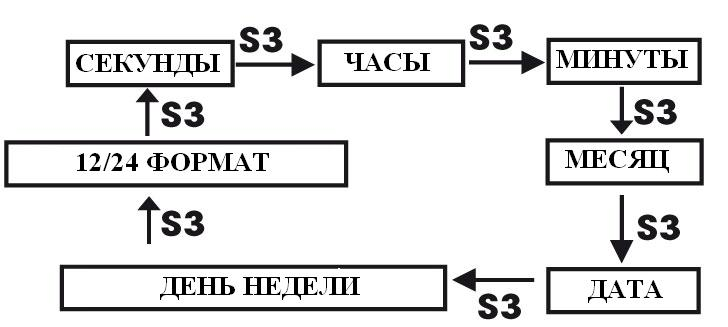 СЕКУНДЫ S3 ЧАСЫ S3 МИНУТЫ
S3 S3
12/24 ФОРМАТ МЕСЯЦ
S3 S3
ДЕНЬ НЕДЕЛИ S3 ДАТА